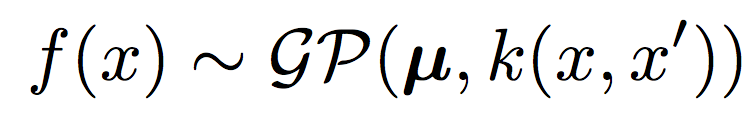 f(x) ∼ 𝒢𝒫(𝝁, k(x, x′))